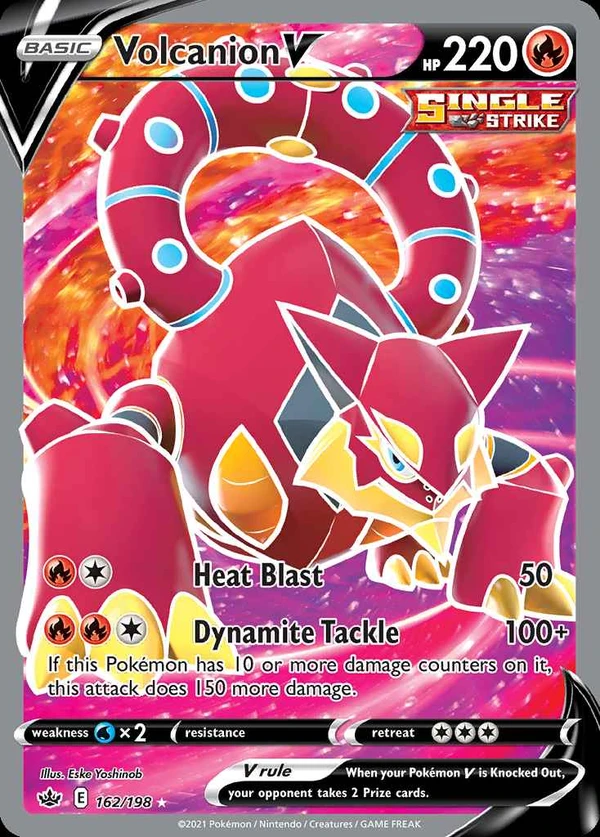 BASIC Volcanion V HP 220
SINGLE
STRIKE
Heat Blast 50
Dynamite Tackle 100+
If this Pokémon has 10 or more damage counters on it,
this attack does 150 more damage.
weakness ×2 resistance retreat
Illus. Eske Yoshinob
V rule When your Pokémon V is Knocked Out,
your opponent takes 2 Prize cards.
E 162/198 ★
©2021 Pokémon / Nintendo / Creatures / GAME FREAK